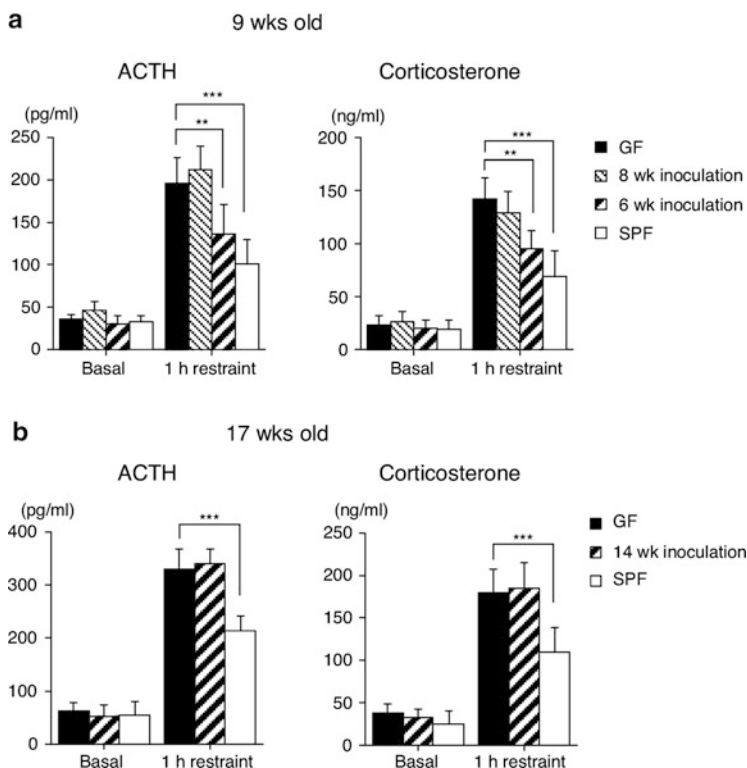 a
9 wks old
ACTH
(pg/ml)
250
200
150
100
50
0
***
**
Basal
1 h restraint
Corticosterone
(ng/ml)
200
150
100
50
0
***
**
Basal
1 h restraint
GF
8 wk inoculation
6 wk inoculation
SPF
b
17 wks old
ACTH
(pg/ml)
400
300
200
100
0
***
Basal
1 h restraint
Corticosterone
(ng/ml)
250
200
150
100
50
0
***
Basal
1 h restraint
GF
14 wk inoculation
SPF